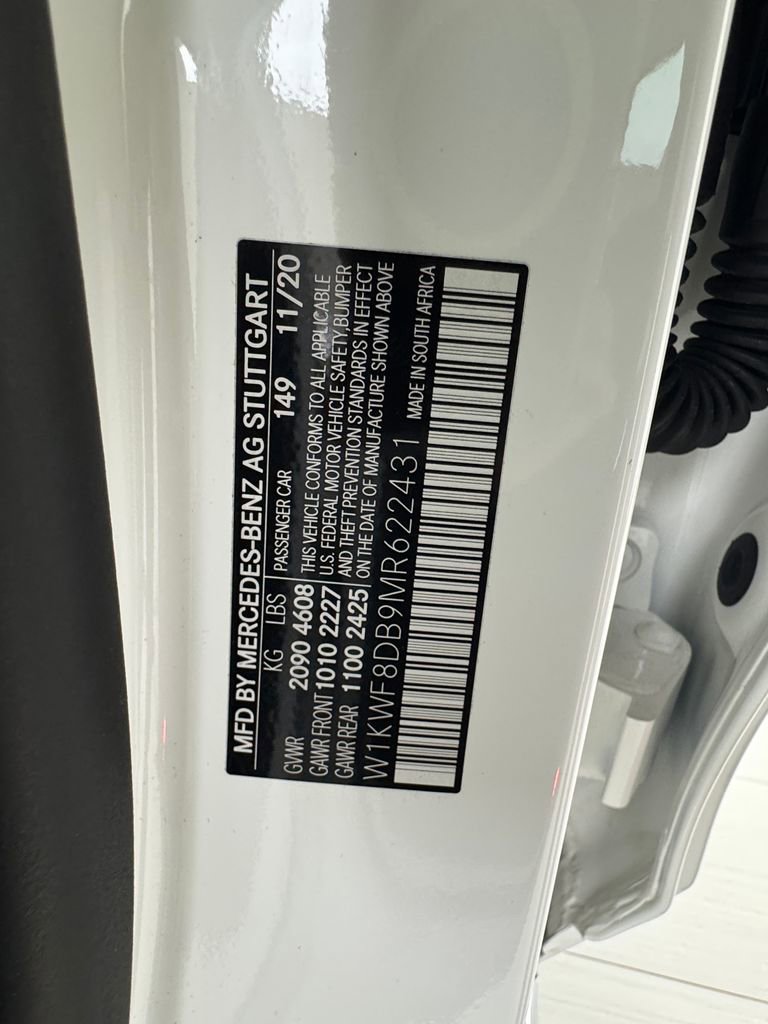 MFD BY MERCEDES-BENZ AG STUTTGART
KG LBS PASSENGER CAR 149 11/20
GVWR 2090 4608 THIS VEHICLE CONFORMS TO ALL APPLICABLE
GAWR FRONT 1010 2227 U.S. FEDERAL MOTOR VEHICLE SAFETY,BUMPER
GAWR REAR 1100 2425 AND THEFT PREVENTION STANDARDS IN EFFECT
ON THE DATE OF MANUFACTURE SHOWN ABOVE
W1KWF8DB9MR622431 MADE IN SOUTH AFRICA